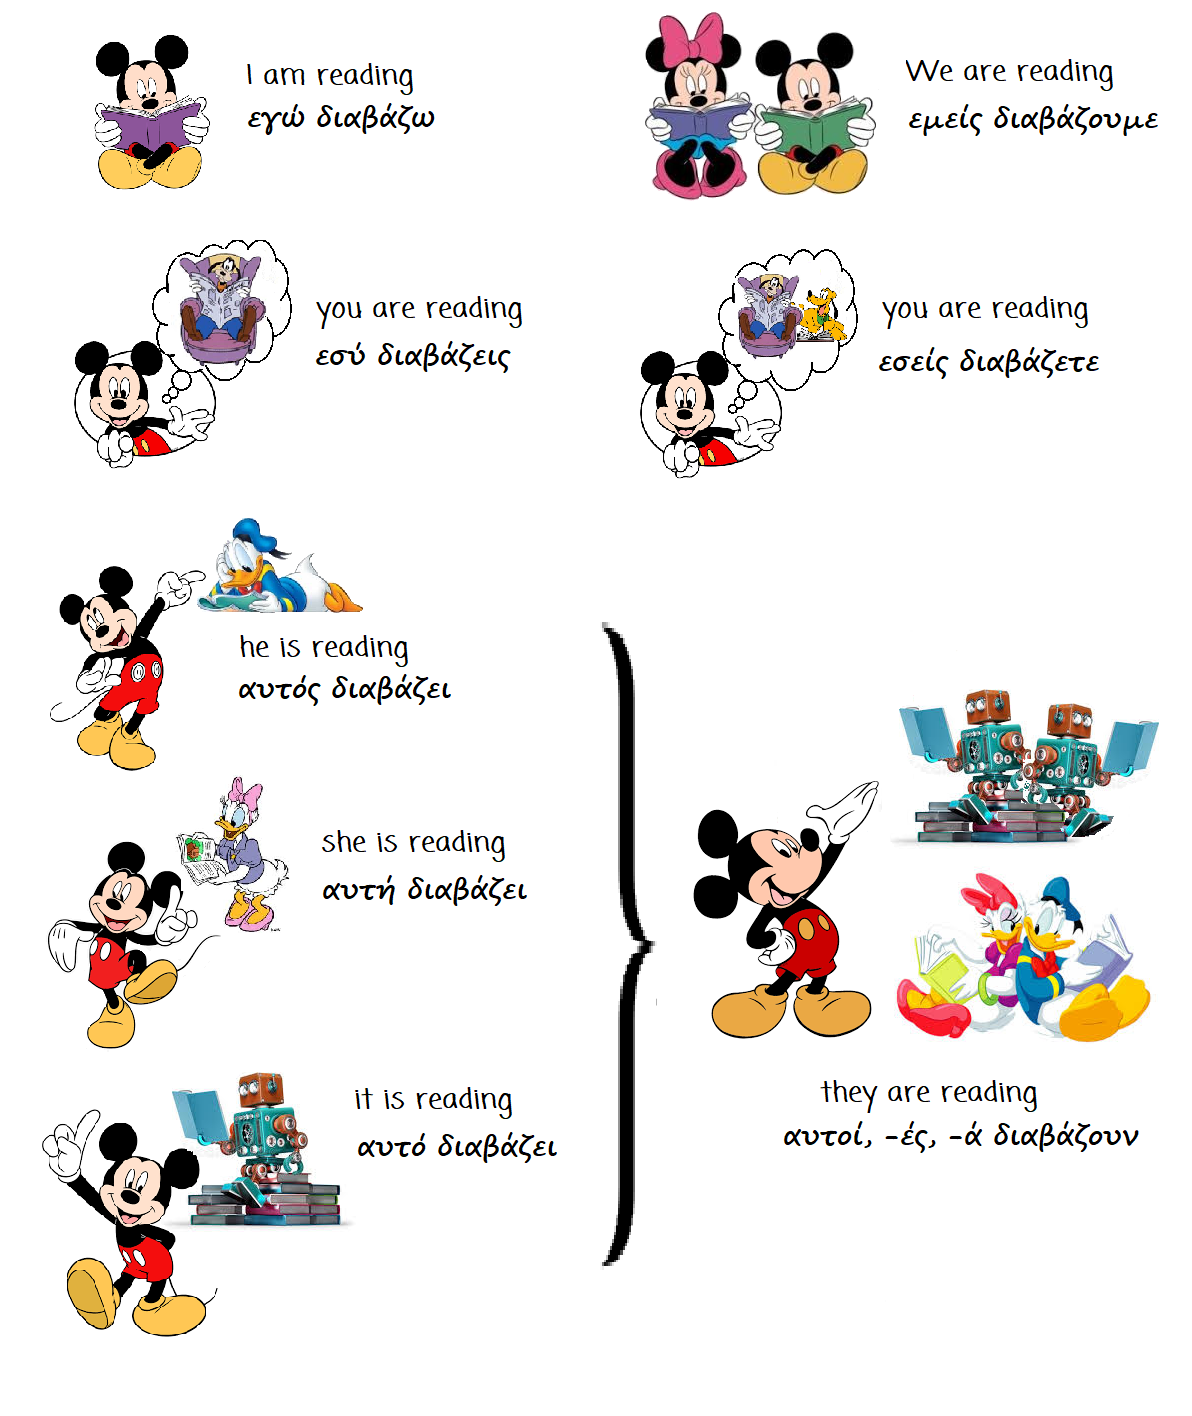 I am reading
εγώ διαβάζω
We are reading
εμείς διαβάζουμε
you are reading
εσύ διαβάζεις
you are reading
εσείς διαβάζετε
he is reading
αυτός διαβάζει
she is reading
αυτή διαβάζει
it is reading
αυτό διαβάζει
they are reading
αυτοί, -ές, -ά διαβάζουν